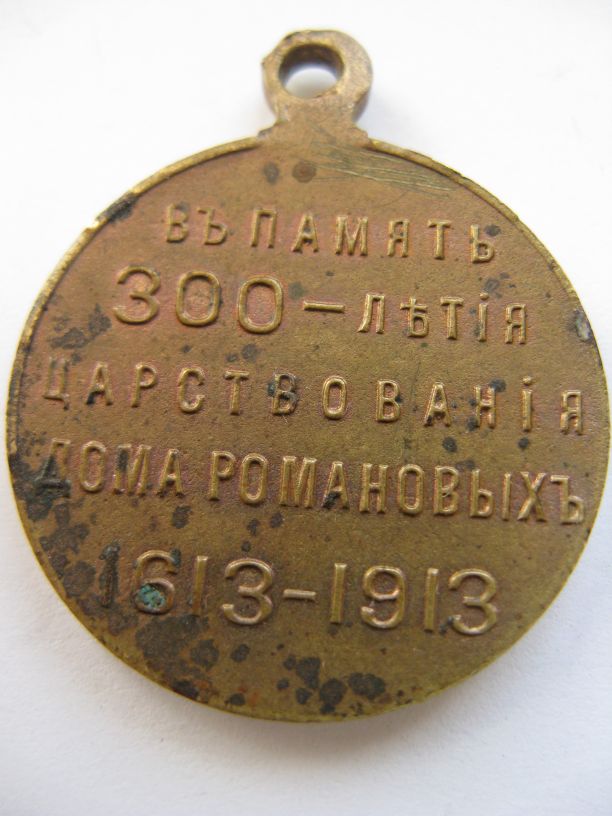 ВЪ ПАМЯТЬ
300-ЛѢТІЯ
ЦАРСТВОВАНІЯ
ДОМА РОМАНОВЫХЪ
1613-1913